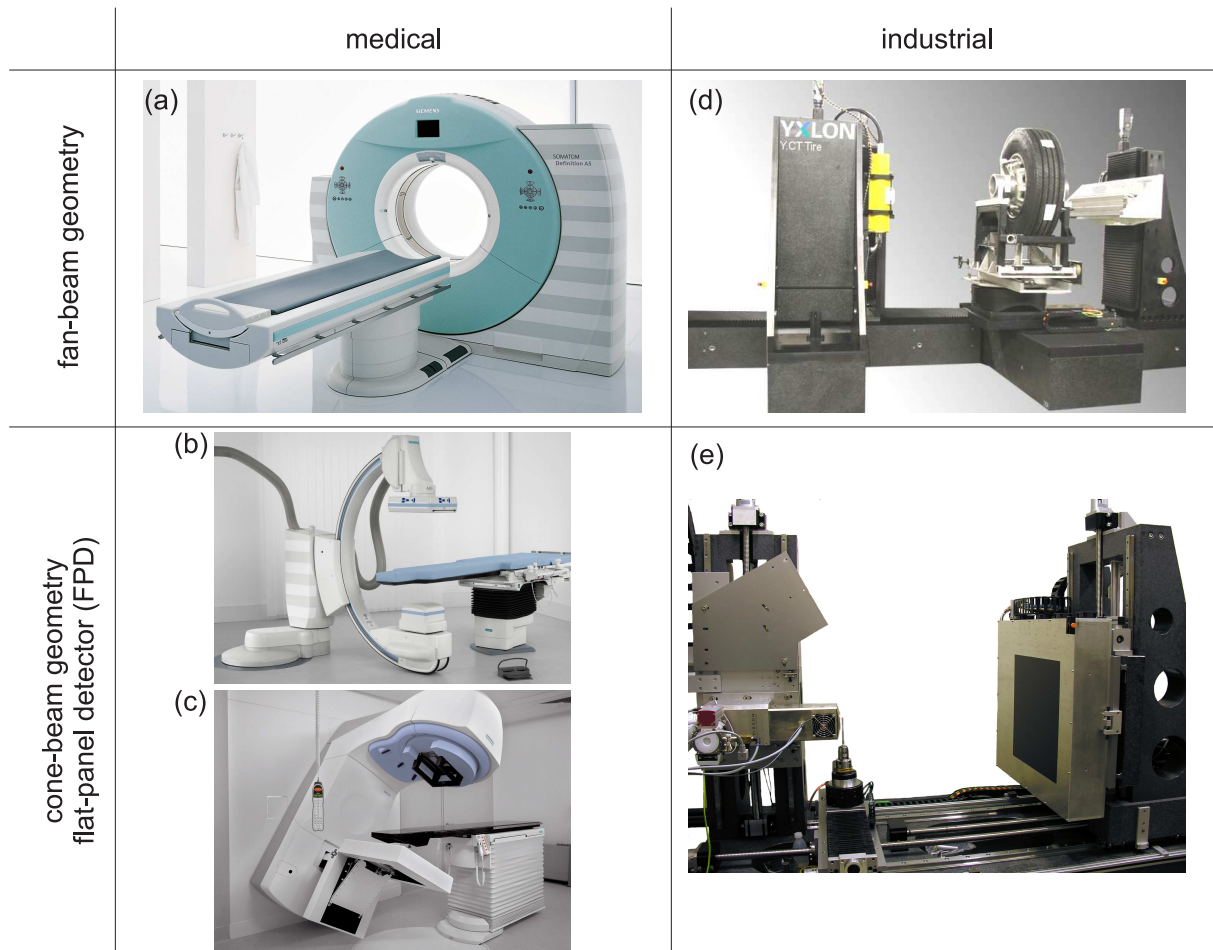 medical
industrial
fan-beam geometry
(a)
SIEMENS
SOMATOM
Definition AS
(d)
YXLON
Y.CT Tire
cone-beam geometry
flat-panel detector (FPD)
(b)
(c)
(e)